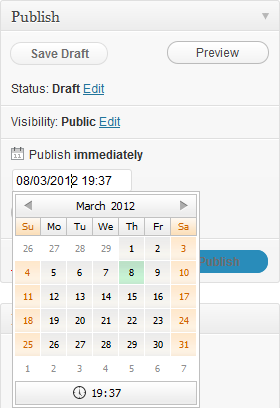 Publish
Save Draft
Preview
Status: Draft Edit
Visibility: Public Edit
11
Publish immediately
08/03/2012 19:37
March 2012
Su Mo Tu We Th Fr Sa
26 27 28 29 1 2 3
4 5 6 7 8 9 10
11 12 13 14 15 16 17
18 19 20 21 22 23 24
25 26 27 28 29 30 31
1 2 3 4 5 6 7
19:37
Publish